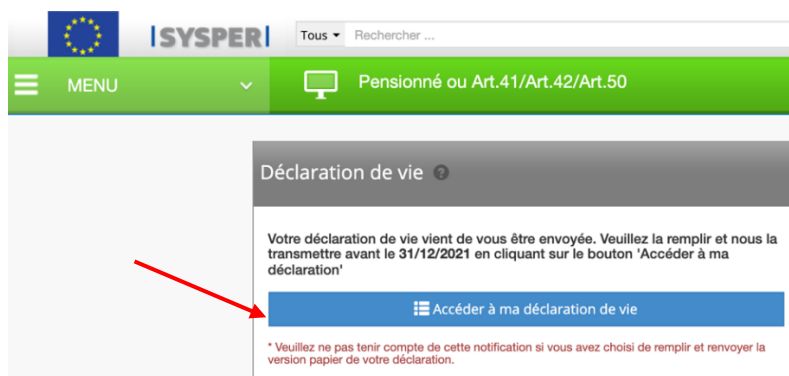 SYSPER
Tous Rechercher ...
MENU
Pensionné ou Art.41/Art.42/Art.50
Déclaration de vie ?
Votre déclaration de vie vient de vous être envoyée. Veuillez la remplir et nous la
transmettre avant le 31/12/2021 en cliquant sur le bouton 'Accéder à ma
déclaration'
Accéder à ma déclaration de vie
* Veuillez ne pas tenir compte de cette notification si vous avez choisi de remplir et renvoyer la
version papier de votre déclaration.